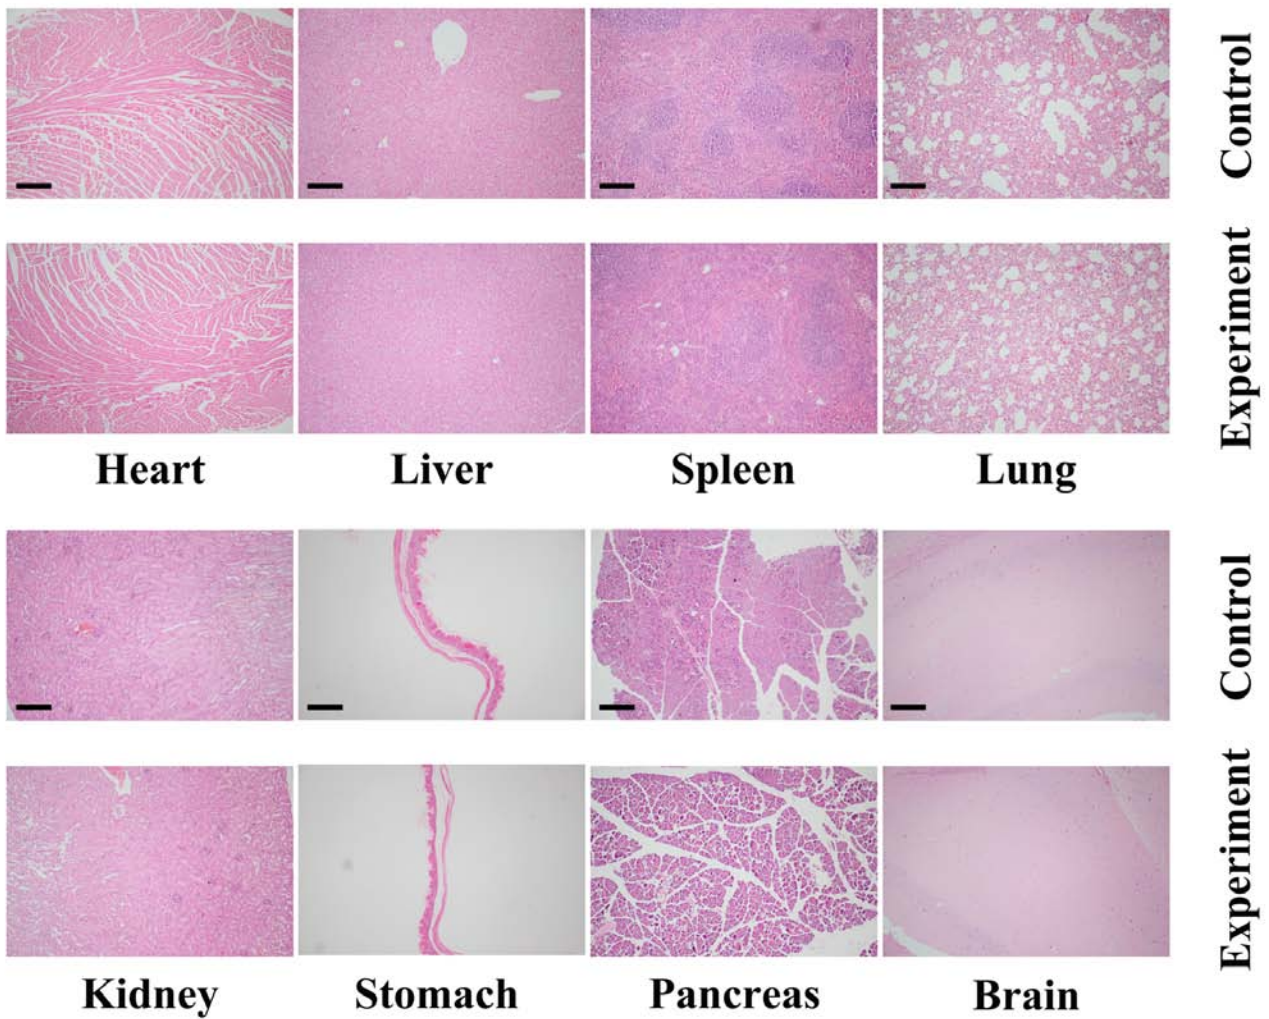 Control
Experiment
Heart Liver Spleen Lung
Control
Experiment
Kidney Stomach Pancreas Brain